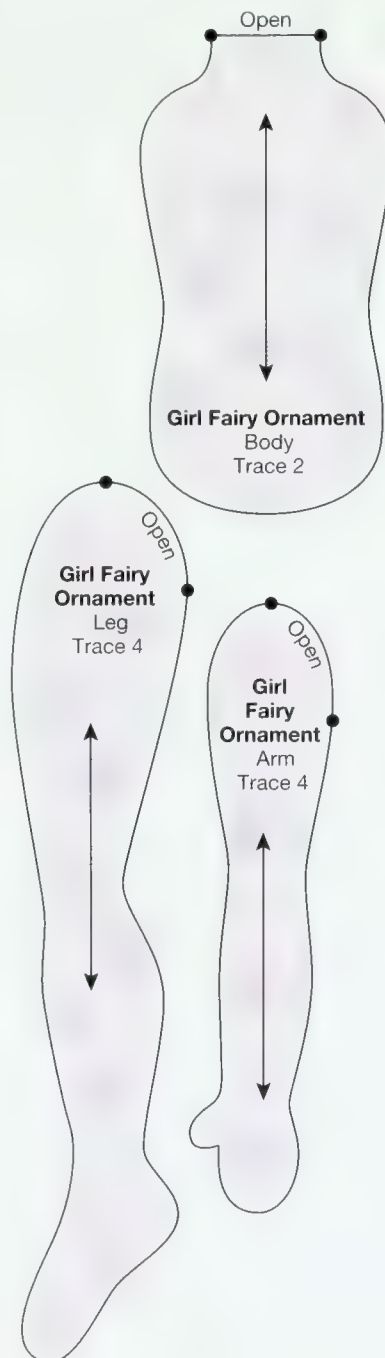 Open
Girl Fairy Ornament
Body
Trace 2
Open
Girl Fairy
Ornament
Leg
Trace 4
Open
Girl
Fairy
Ornament
Arm
Trace 4